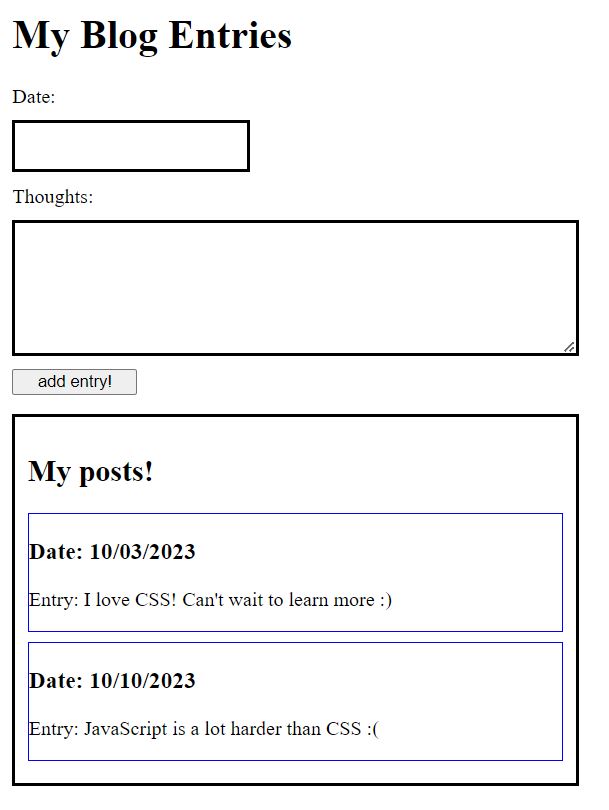 My Blog Entries
Date:
Thoughts:
add entry!
My posts!
Date: 10/03/2023
Entry: I love CSS! Can't wait to learn more :)
Date: 10/10/2023
Entry: JavaScript is a lot harder than CSS :(